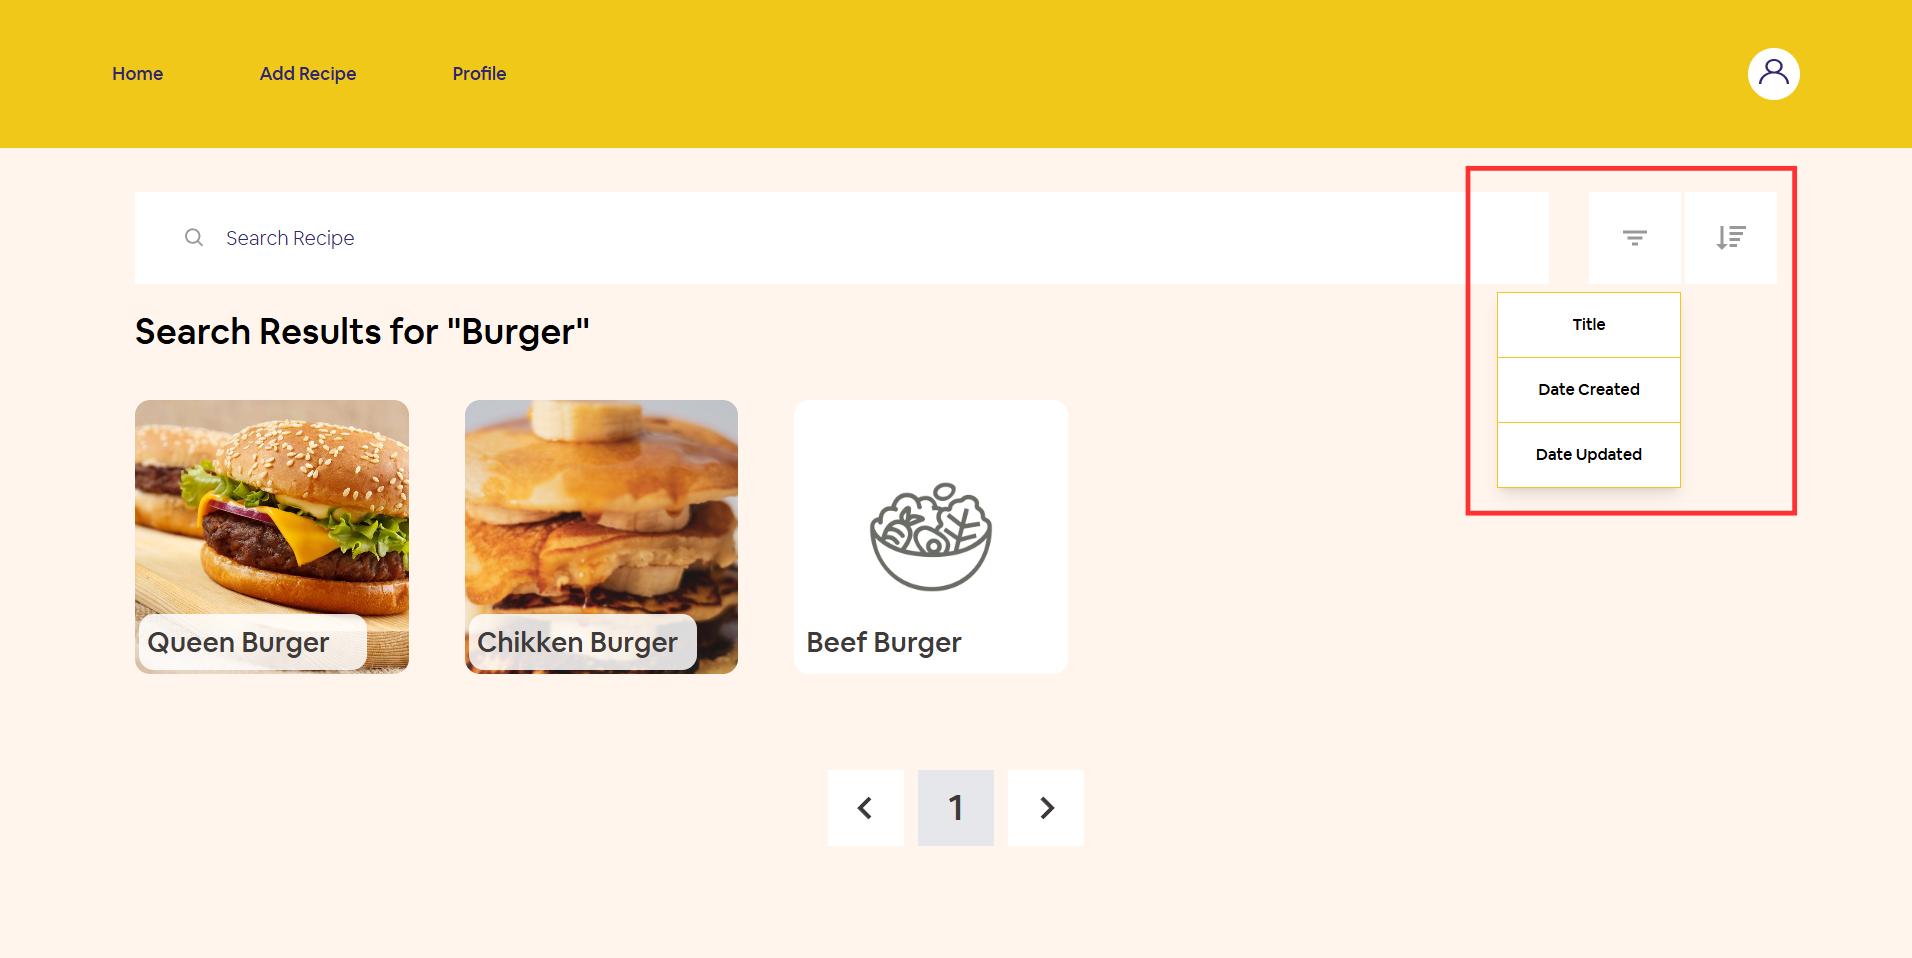 Home
Add Recipe
Profile
Search Recipe
Search Results for "Burger"
Title
Date Created
Date Updated
Queen Burger
Chikken Burger
Beef Burger
1